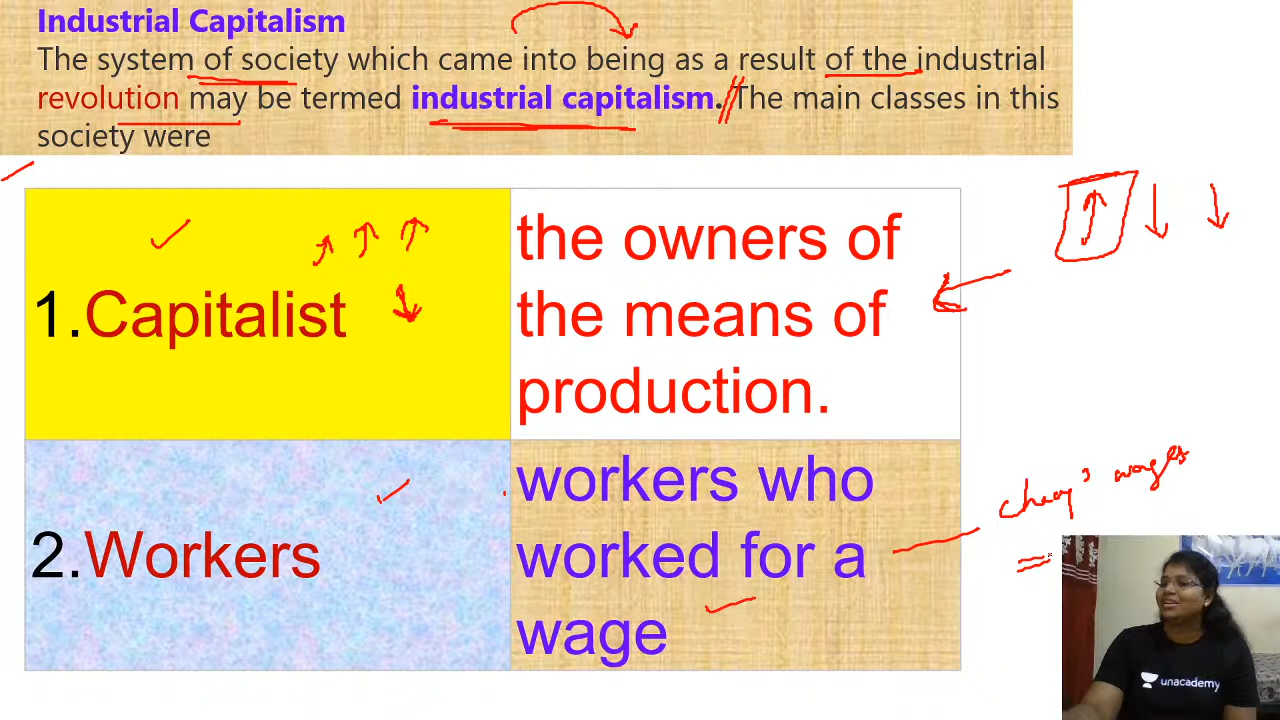 Industrial Capitalism
The system of society which came into being as a result of the industrial
revolution may be termed industrial capitalism. The main classes in this
society were
1.Capitalist
the owners of
the means of
production.
2.Workers
workers who
worked for a
wage
wages
unacademy